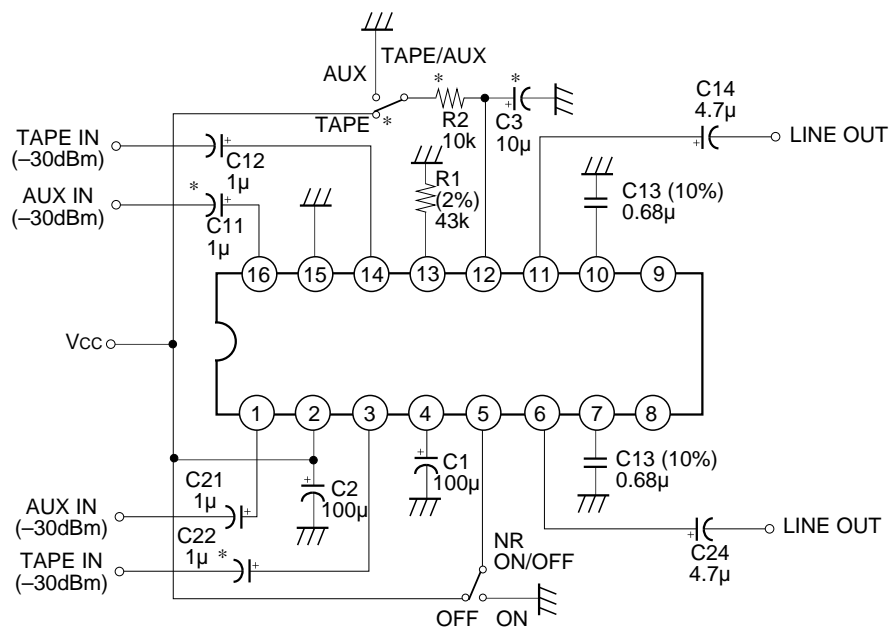 TAPE/AUX
AUX
TAPE *
*
R2
10k
*
C3
10μ
C14
4.7μ
LINE OUT
TAPE IN
(–30dBm)
C12
1μ
AUX IN
(–30dBm)
*
C11
1μ
R1
(2%)
43k
C13 (10%)
0.68μ
16 15 14 13 12 11 10 9
VCC
1 2 3 4 5 6 7 8
C21
1μ
AUX IN
(–30dBm)
C22
1μ *
TAPE IN
(–30dBm)
C2
100μ
C1
100μ
C13 (10%)
0.68μ
NR
ON/OFF
OFF ON
C24
4.7μ
LINE OUT